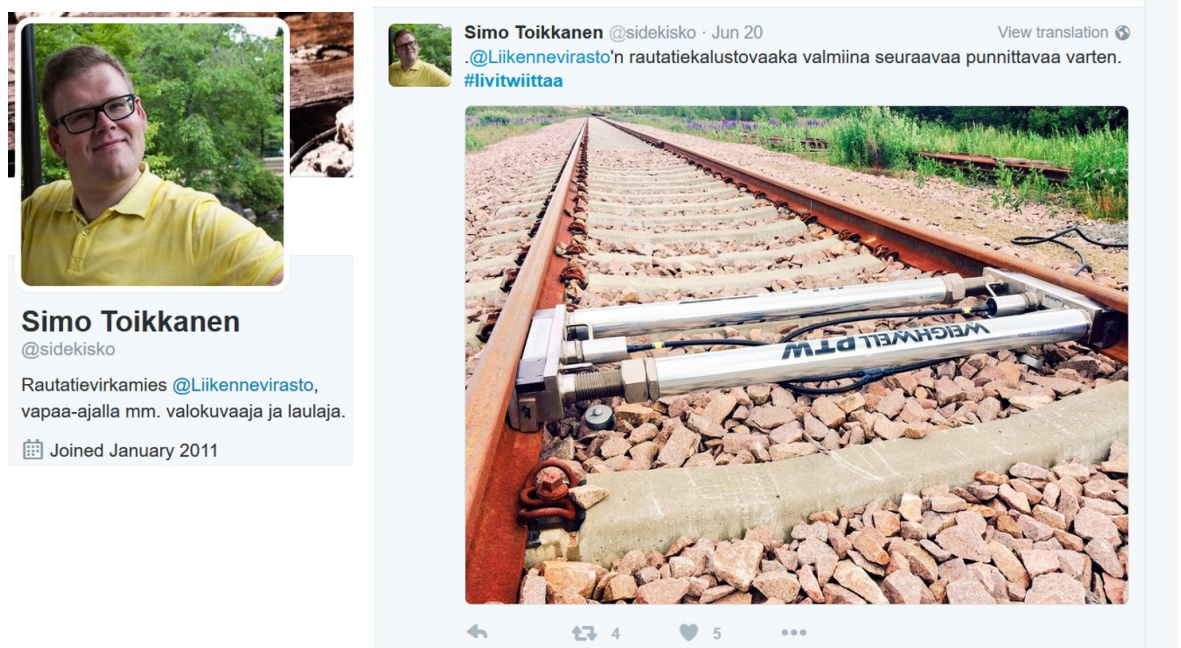 Simo Toikkanen
@sidekisko
Rautatievirkamies @Liikennevirasto,
vapaa-ajalla mm. valokuvaaja ja laulaja.
Joined January 2011
Simo Toikkanen @sidekisko · Jun 20 View translation
.@Liikennevirasto'n rautatiekalustovaaka valmiina seuraavaa punnittavaa varten.
#livitwiittaa
WEIGHWELL PTW
4 5